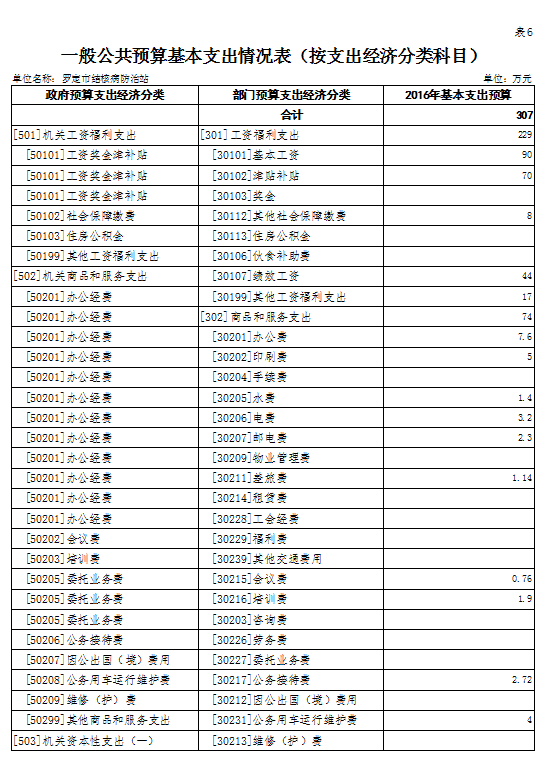 表6
一般公共预算基本支出情况表（按支出经济分类科目）
单位名称：罗定市结核病防治站 单位：万元
政府预算支出经济分类 部门预算支出经济分类 2016年基本支出预算
合计 307
[501]机关工资福利支出 [301]工资福利支出 229
[50101]工资奖金津补贴 [30101]基本工资 90
[50101]工资奖金津补贴 [30102]津贴补贴 70
[50101]工资奖金津补贴 [30103]奖金
[50102]社会保障缴费 [30112]其他社会保障缴费 8
[50103]住房公积金 [30113]住房公积金
[50199]其他工资福利支出 [30106]伙食补助费
[502]机关商品和服务支出 [30107]绩效工资 44
[50201]办公经费 [30199]其他工资福利支出 17
[50201]办公经费 [302]商品和服务支出 74
[50201]办公经费 [30201]办公费 7.6
[50201]办公经费 [30202]印刷费 5
[50201]办公经费 [30204]手续费
[50201]办公经费 [30205]水费 1.4
[50201]办公经费 [30206]电费 3.2
[50201]办公经费 [30207]邮电费 2.3
[50201]办公经费 [30209]物业管理费
[50201]办公经费 [30211]差旅费 1.14
[50201]办公经费 [30214]租赁费
[50201]办公经费 [30228]工会经费
[50202]会议费 [30229]福利费
[50203]培训费 [30239]其他交通费用
[50205]委托业务费 [30215]会议费 0.76
[50205]委托业务费 [30216]培训费 1.9
[50205]委托业务费 [30203]咨询费
[50206]公务接待费 [30226]劳务费
[50207]因公出国（境）费用 [30227]委托业务费
[50208]公务用车运行维护费 [30217]公务接待费 2.72
[50209]维修（护）费 [30212]因公出国（境）费用
[50299]其他商品和服务支出 [30231]公务用车运行维护费 4
[503]机关资本性支出（一） [30213]维修（护）费